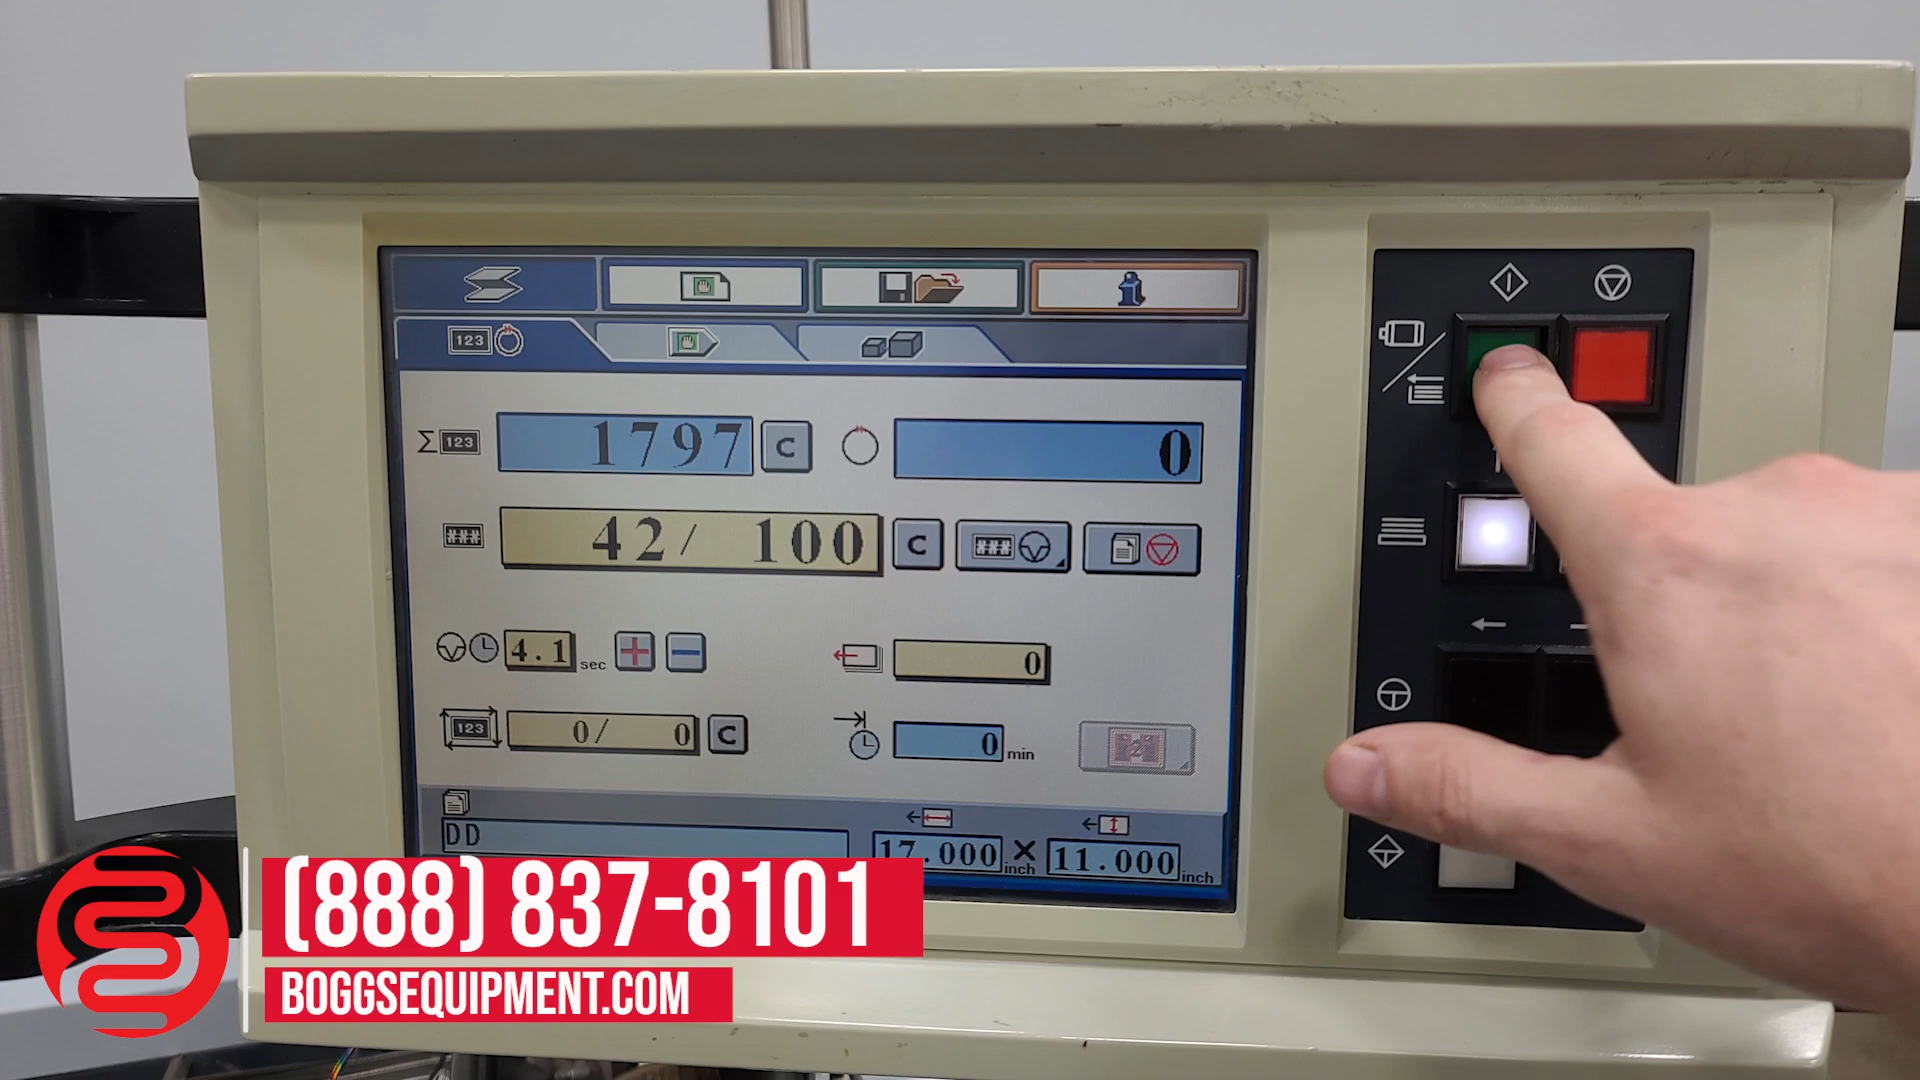 123
Σ 123 1797 C 0
### 42/ 100 C ###
4.1 sec + - 0
123 0/ 0 C 0 min
DD
17.000 inch × 11.000 inch
(888) 837-8101
BOGGSEQUIPMENT.COM